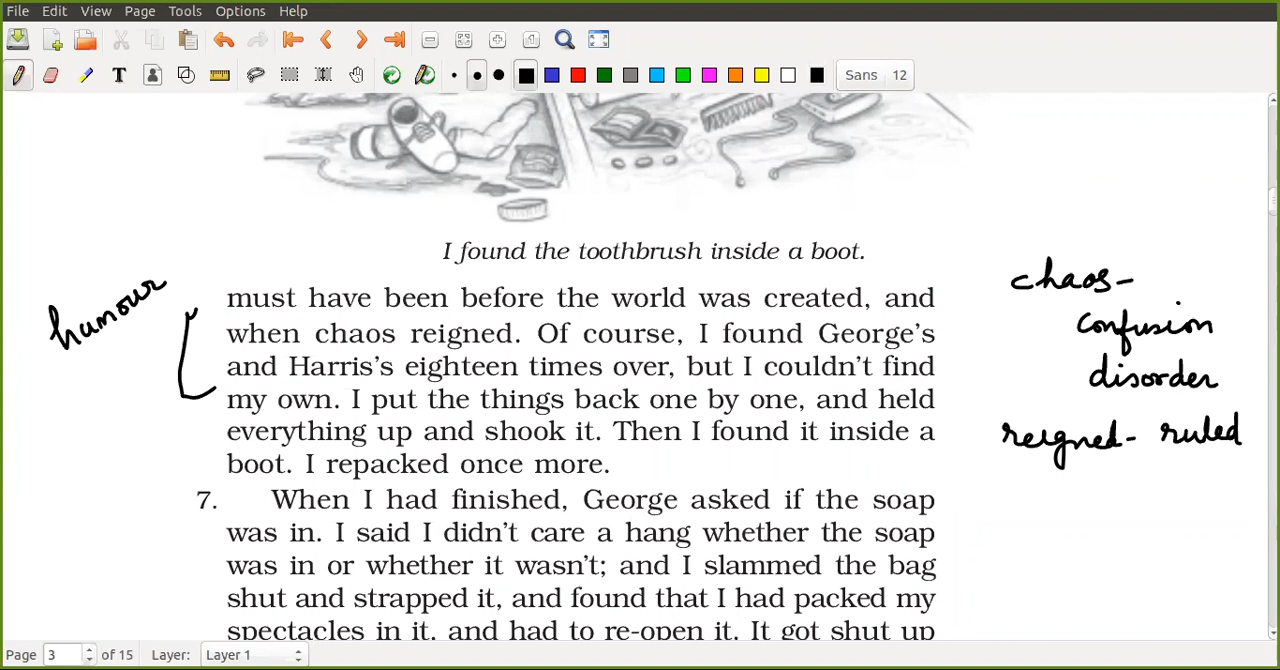 File Edit View Page Tools Options Help
T Sans 12
I found the toothbrush inside a boot.
humour
must have been before the world was created, and
when chaos reigned. Of course, I found George's
and Harris's eighteen times over, but I couldn't find
my own. I put the things back one by one, and held
everything up and shook it. Then I found it inside a
boot. I repacked once more.
7. When I had finished, George asked if the soap
was in. I said I didn't care a hang whether the soap
was in or whether it wasn't; and I slammed the bag
shut and strapped it, and found that I had packed my
spectacles in it, and had to re-open it. It got shut up
chaos-
confusion
disorder
reigned- ruled
Page 3 of 15 Layer: Layer 1